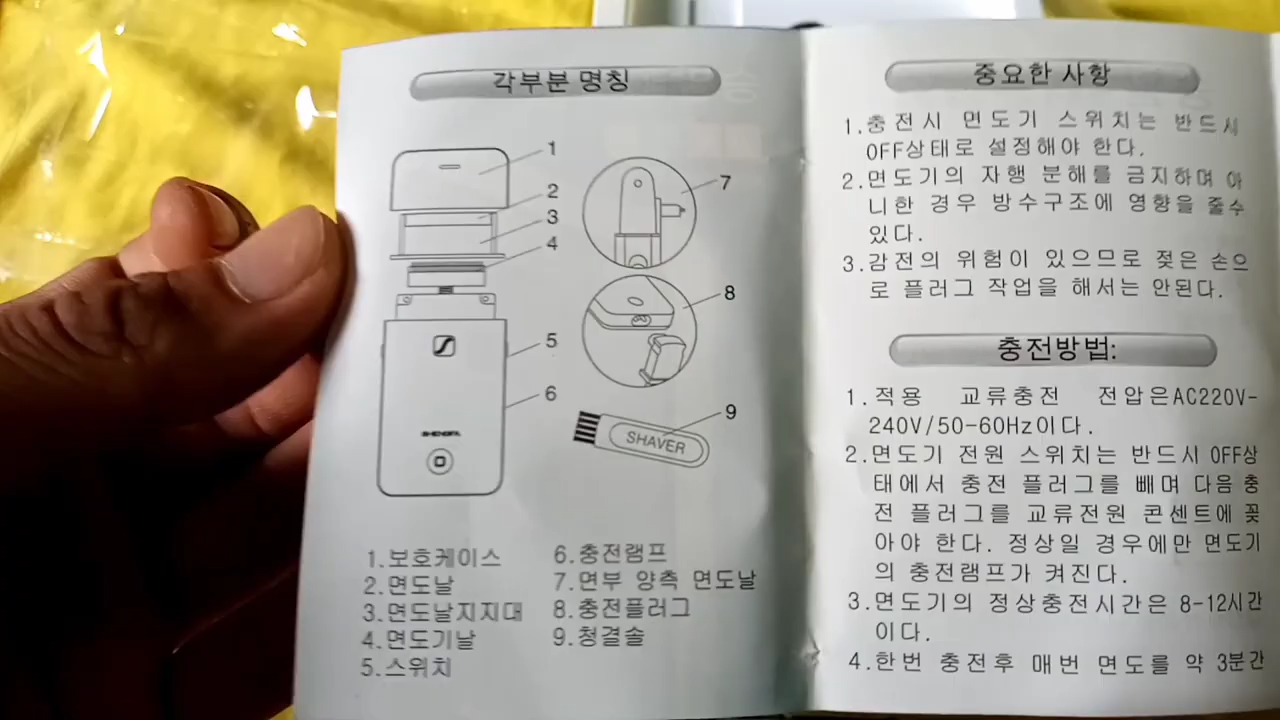 각부분 명칭
1
2
3
4
5
6
7
8
9
SHAVER
1.보호케이스
2.면도날
3.면도날지지대
4.면도기날
5.스위치
6.충전램프
7.면부 양측 면도날
8.충전플러그
9.청결솔
중요한 사항
1.충전시 면도기 스위치는 반드시
OFF상태로 설정해야 한다.
2.면도기의 자행 분해를 금지하며 아
니한 경우 방수구조에 영향을 줄수
있다.
3.감전의 위험이 있으므로 젖은 손으
로 플러그 작업을 해서는 안된다.
충전방법:
1.적용 교류충전 전압은AC220V-
240V/50-60Hz이다.
2.면도기 전원 스위치는 반드시 OFF상
태에서 충전 플러그를 빼며 다음 충
전 플러그를 교류전원 콘센트에 꽂
아야 한다. 정상일 경우에만 면도기
의 충전램프가 켜진다.
3.면도기의 정상충전시간은 8-12시간
이다.
4.한번 충전후 매번 면도를 약 3분간